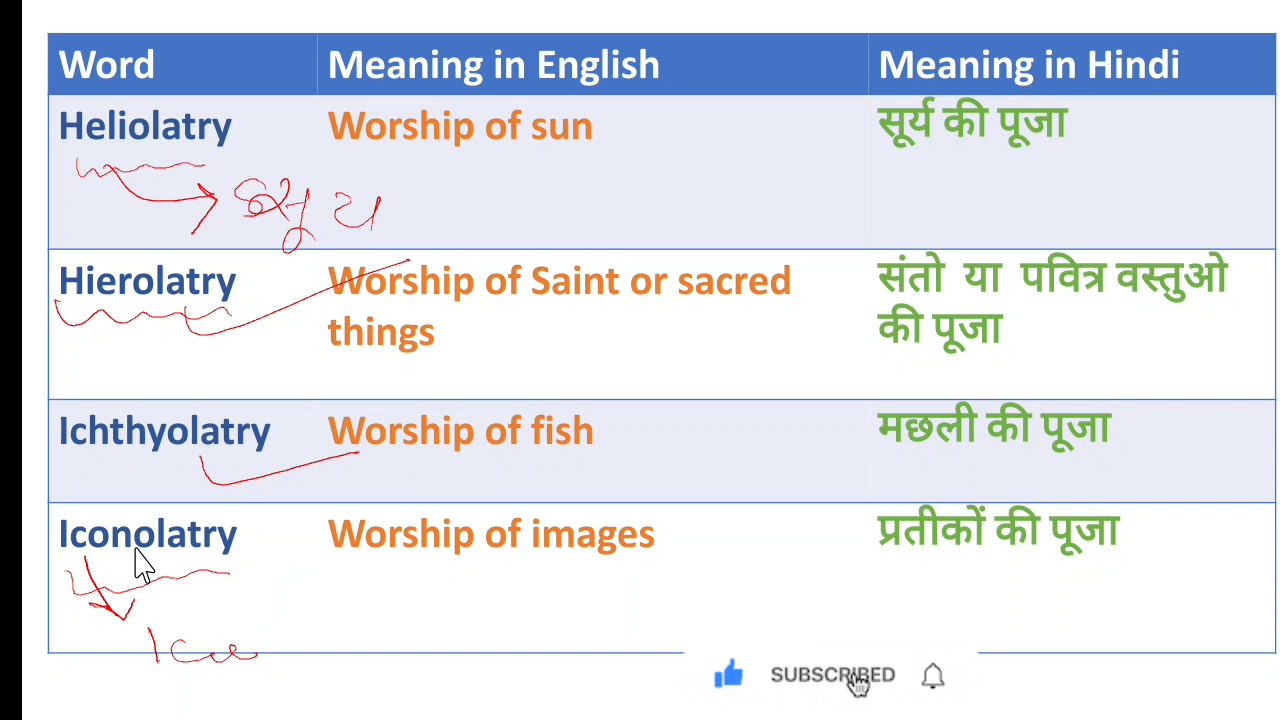 Word Meaning in English Meaning in Hindi
Heliolatry Worship of sun सूर्य की पूजा
Hierolatry Worship of Saint or sacred संतो या पवित्र वस्तुओ
things की पूजा
Ichthyolatry Worship of fish मछली की पूजा
Iconolatry Worship of images प्रतीकों की पूजा
SUBSCRIBED